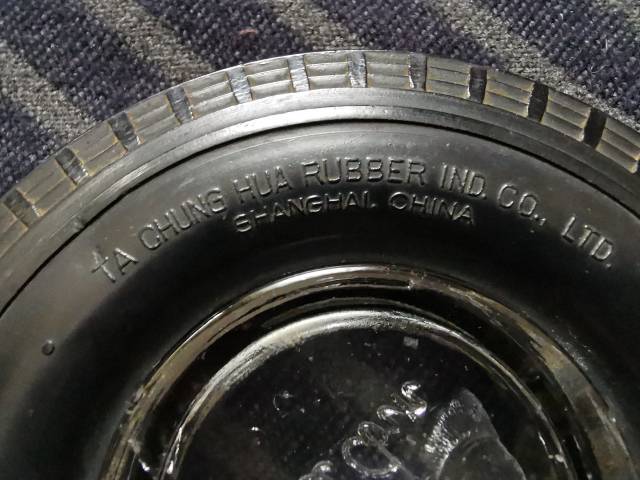 TA CHUNG HUA RUBBER IND. CO., LTD.
SHANGHAI. CHINA